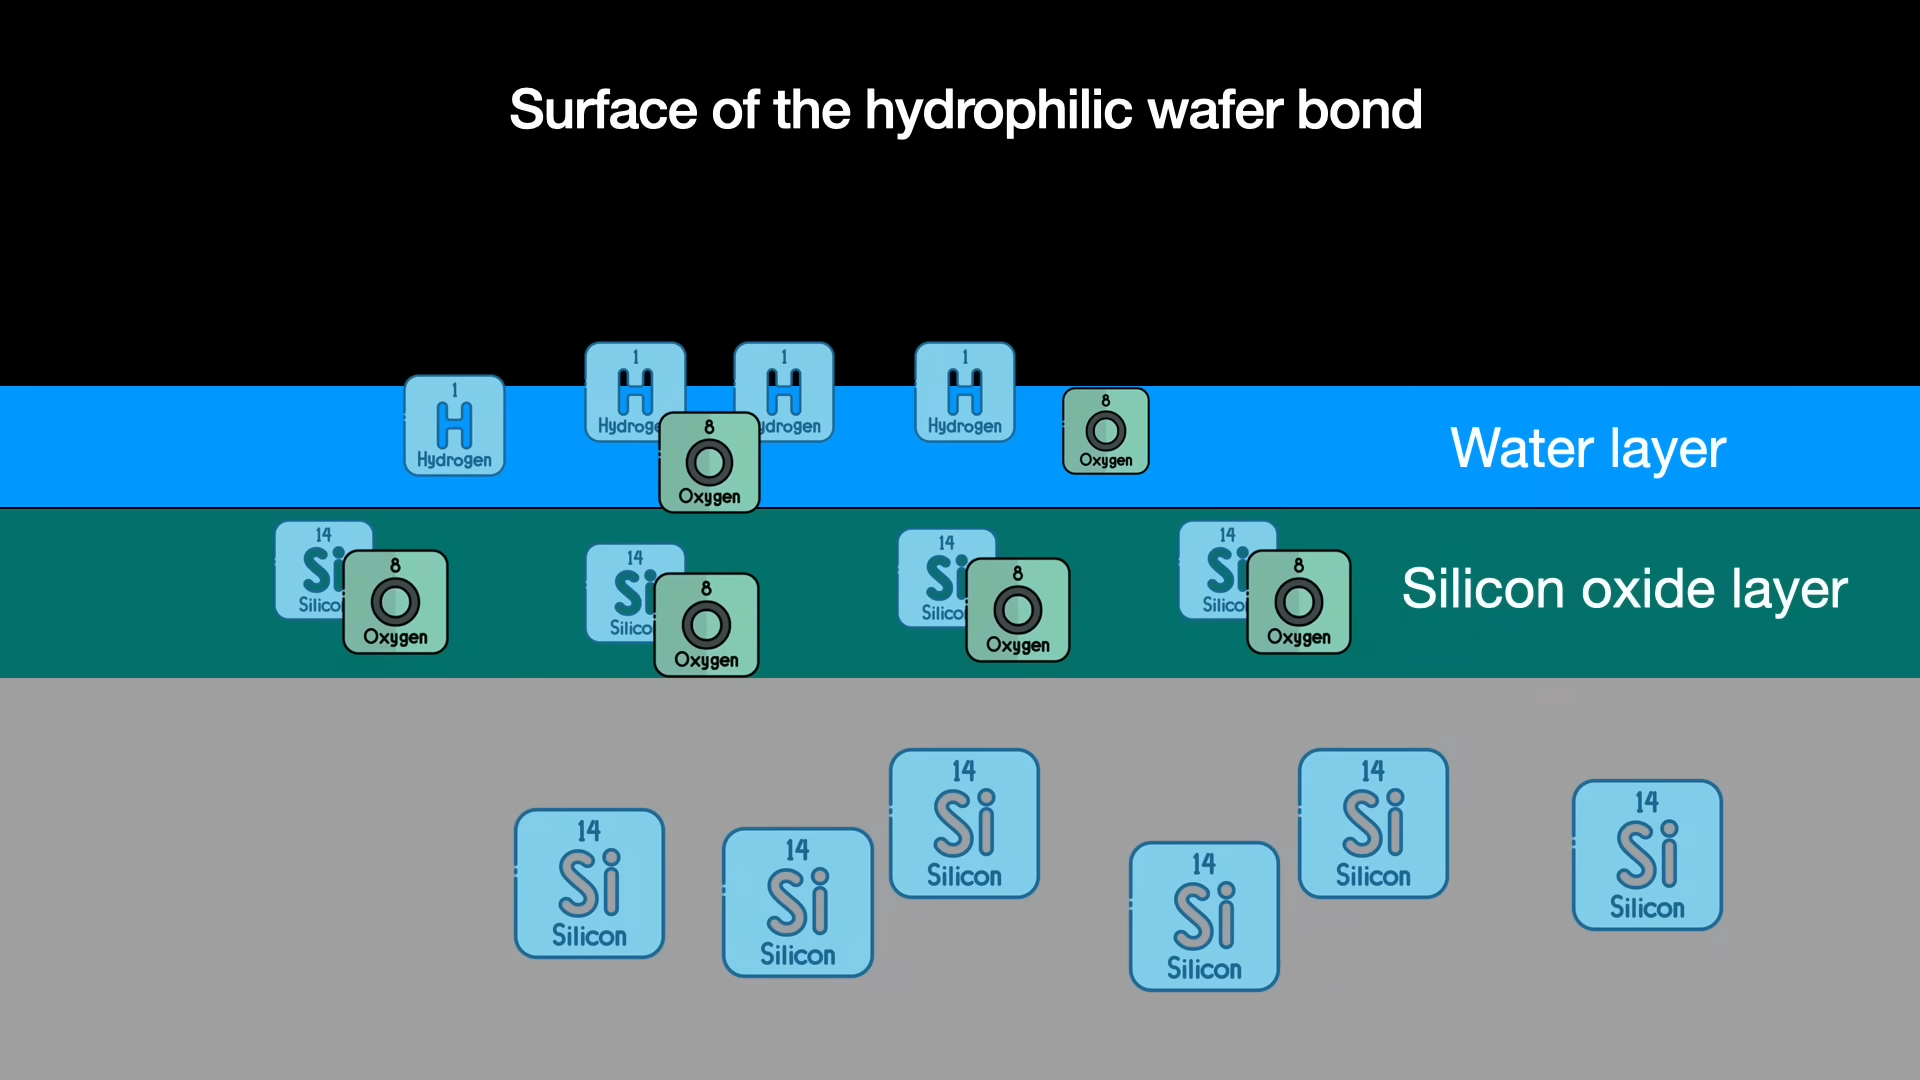 Surface of the hydrophilic wafer bond
1
H
Hydrogen
1
H
Hydroge
1
H
ydrogen
1
H
Hydrogen
8
Oxygen
8
Oxygen
Water layer
14
Si
Silico
8
Oxygen
14
Si
Silico
8
Oxygen
14
Si
Silico
8
Oxygen
14
Si
Silico
8
Oxygen
Silicon oxide layer
14
Si
Silicon
14
Si
Silicon
14
Si
Silicon
14
Si
Silicon
14
Si
Silicon
14
Si
Silicon